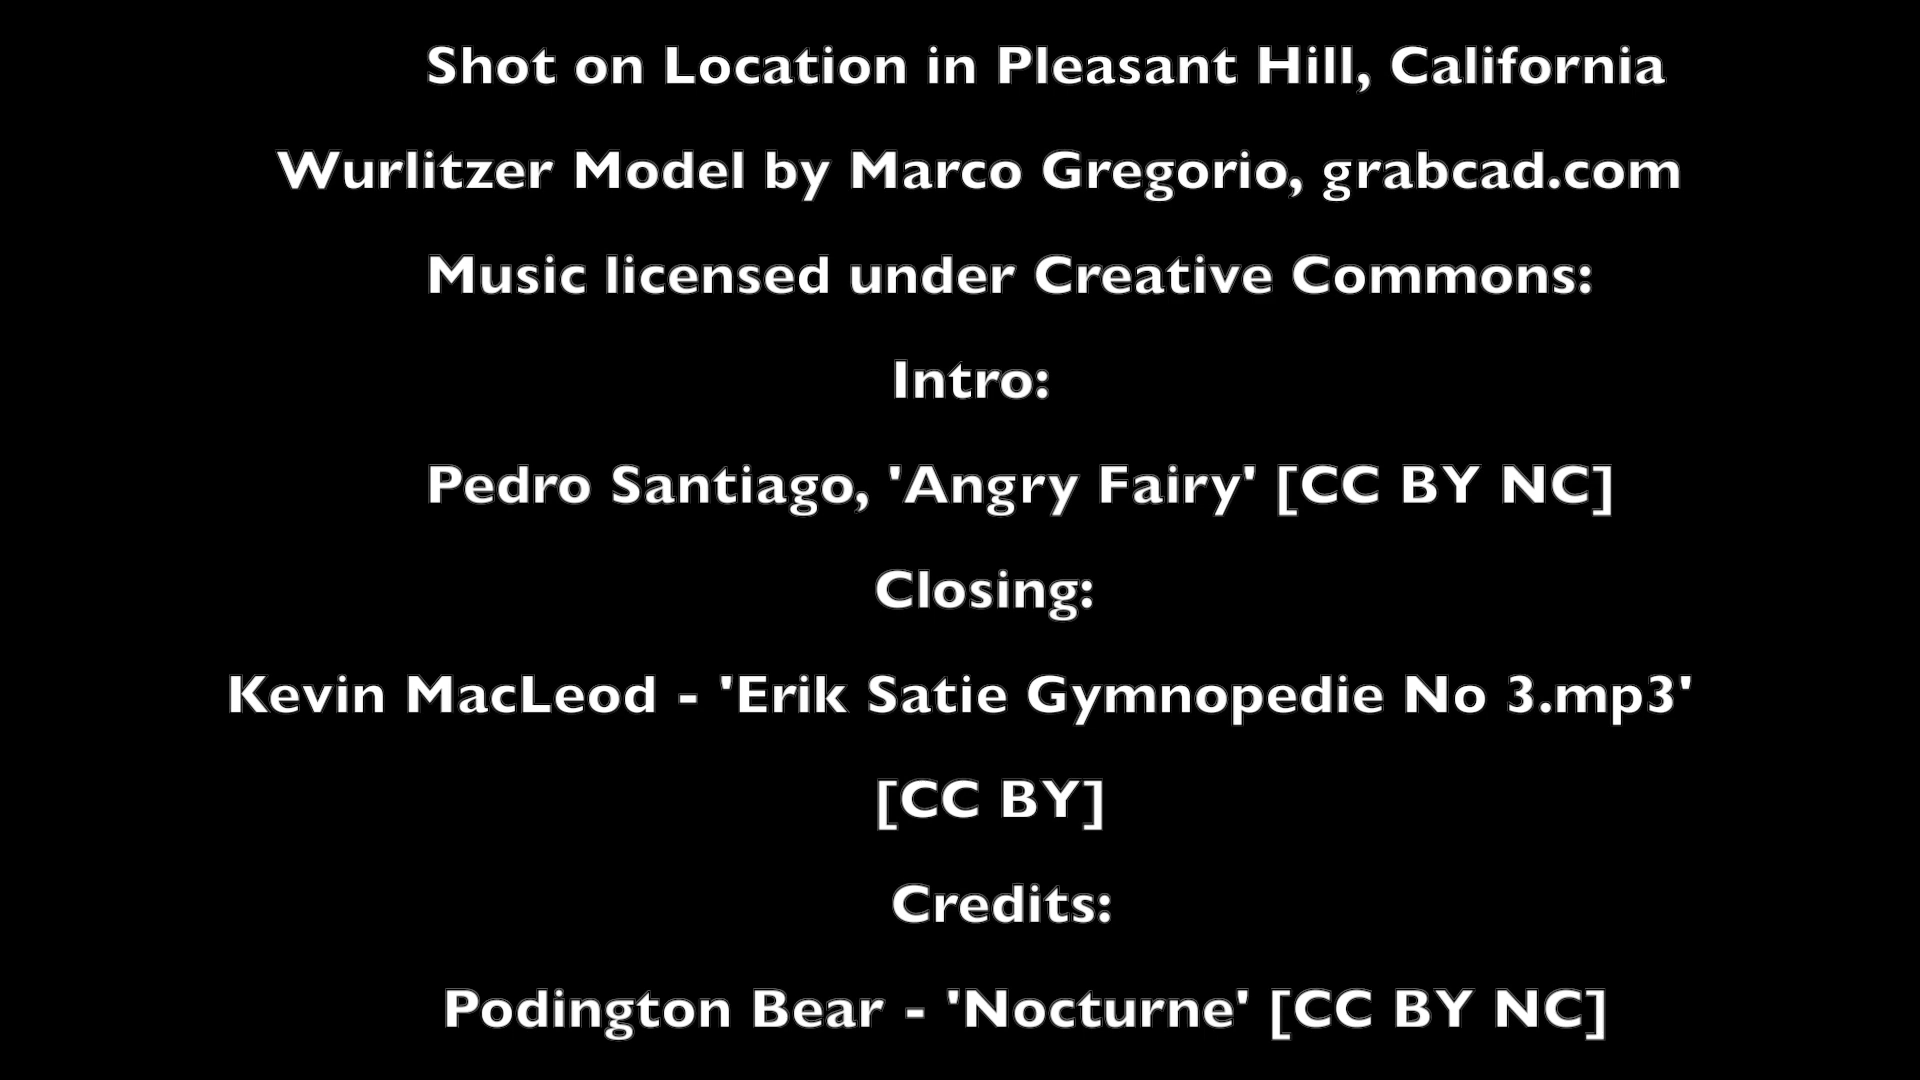 Shot on Location in Pleasant Hill, California
Wurlitzer Model by Marco Gregorio, grabcad.com
Music licensed under Creative Commons:
Intro:
Pedro Santiago, 'Angry Fairy' [CC BY NC]
Closing:
Kevin MacLeod - 'Erik Satie Gymnopedie No 3.mp3'
[CC BY]
Credits:
Podington Bear - 'Nocturne' [CC BY NC]